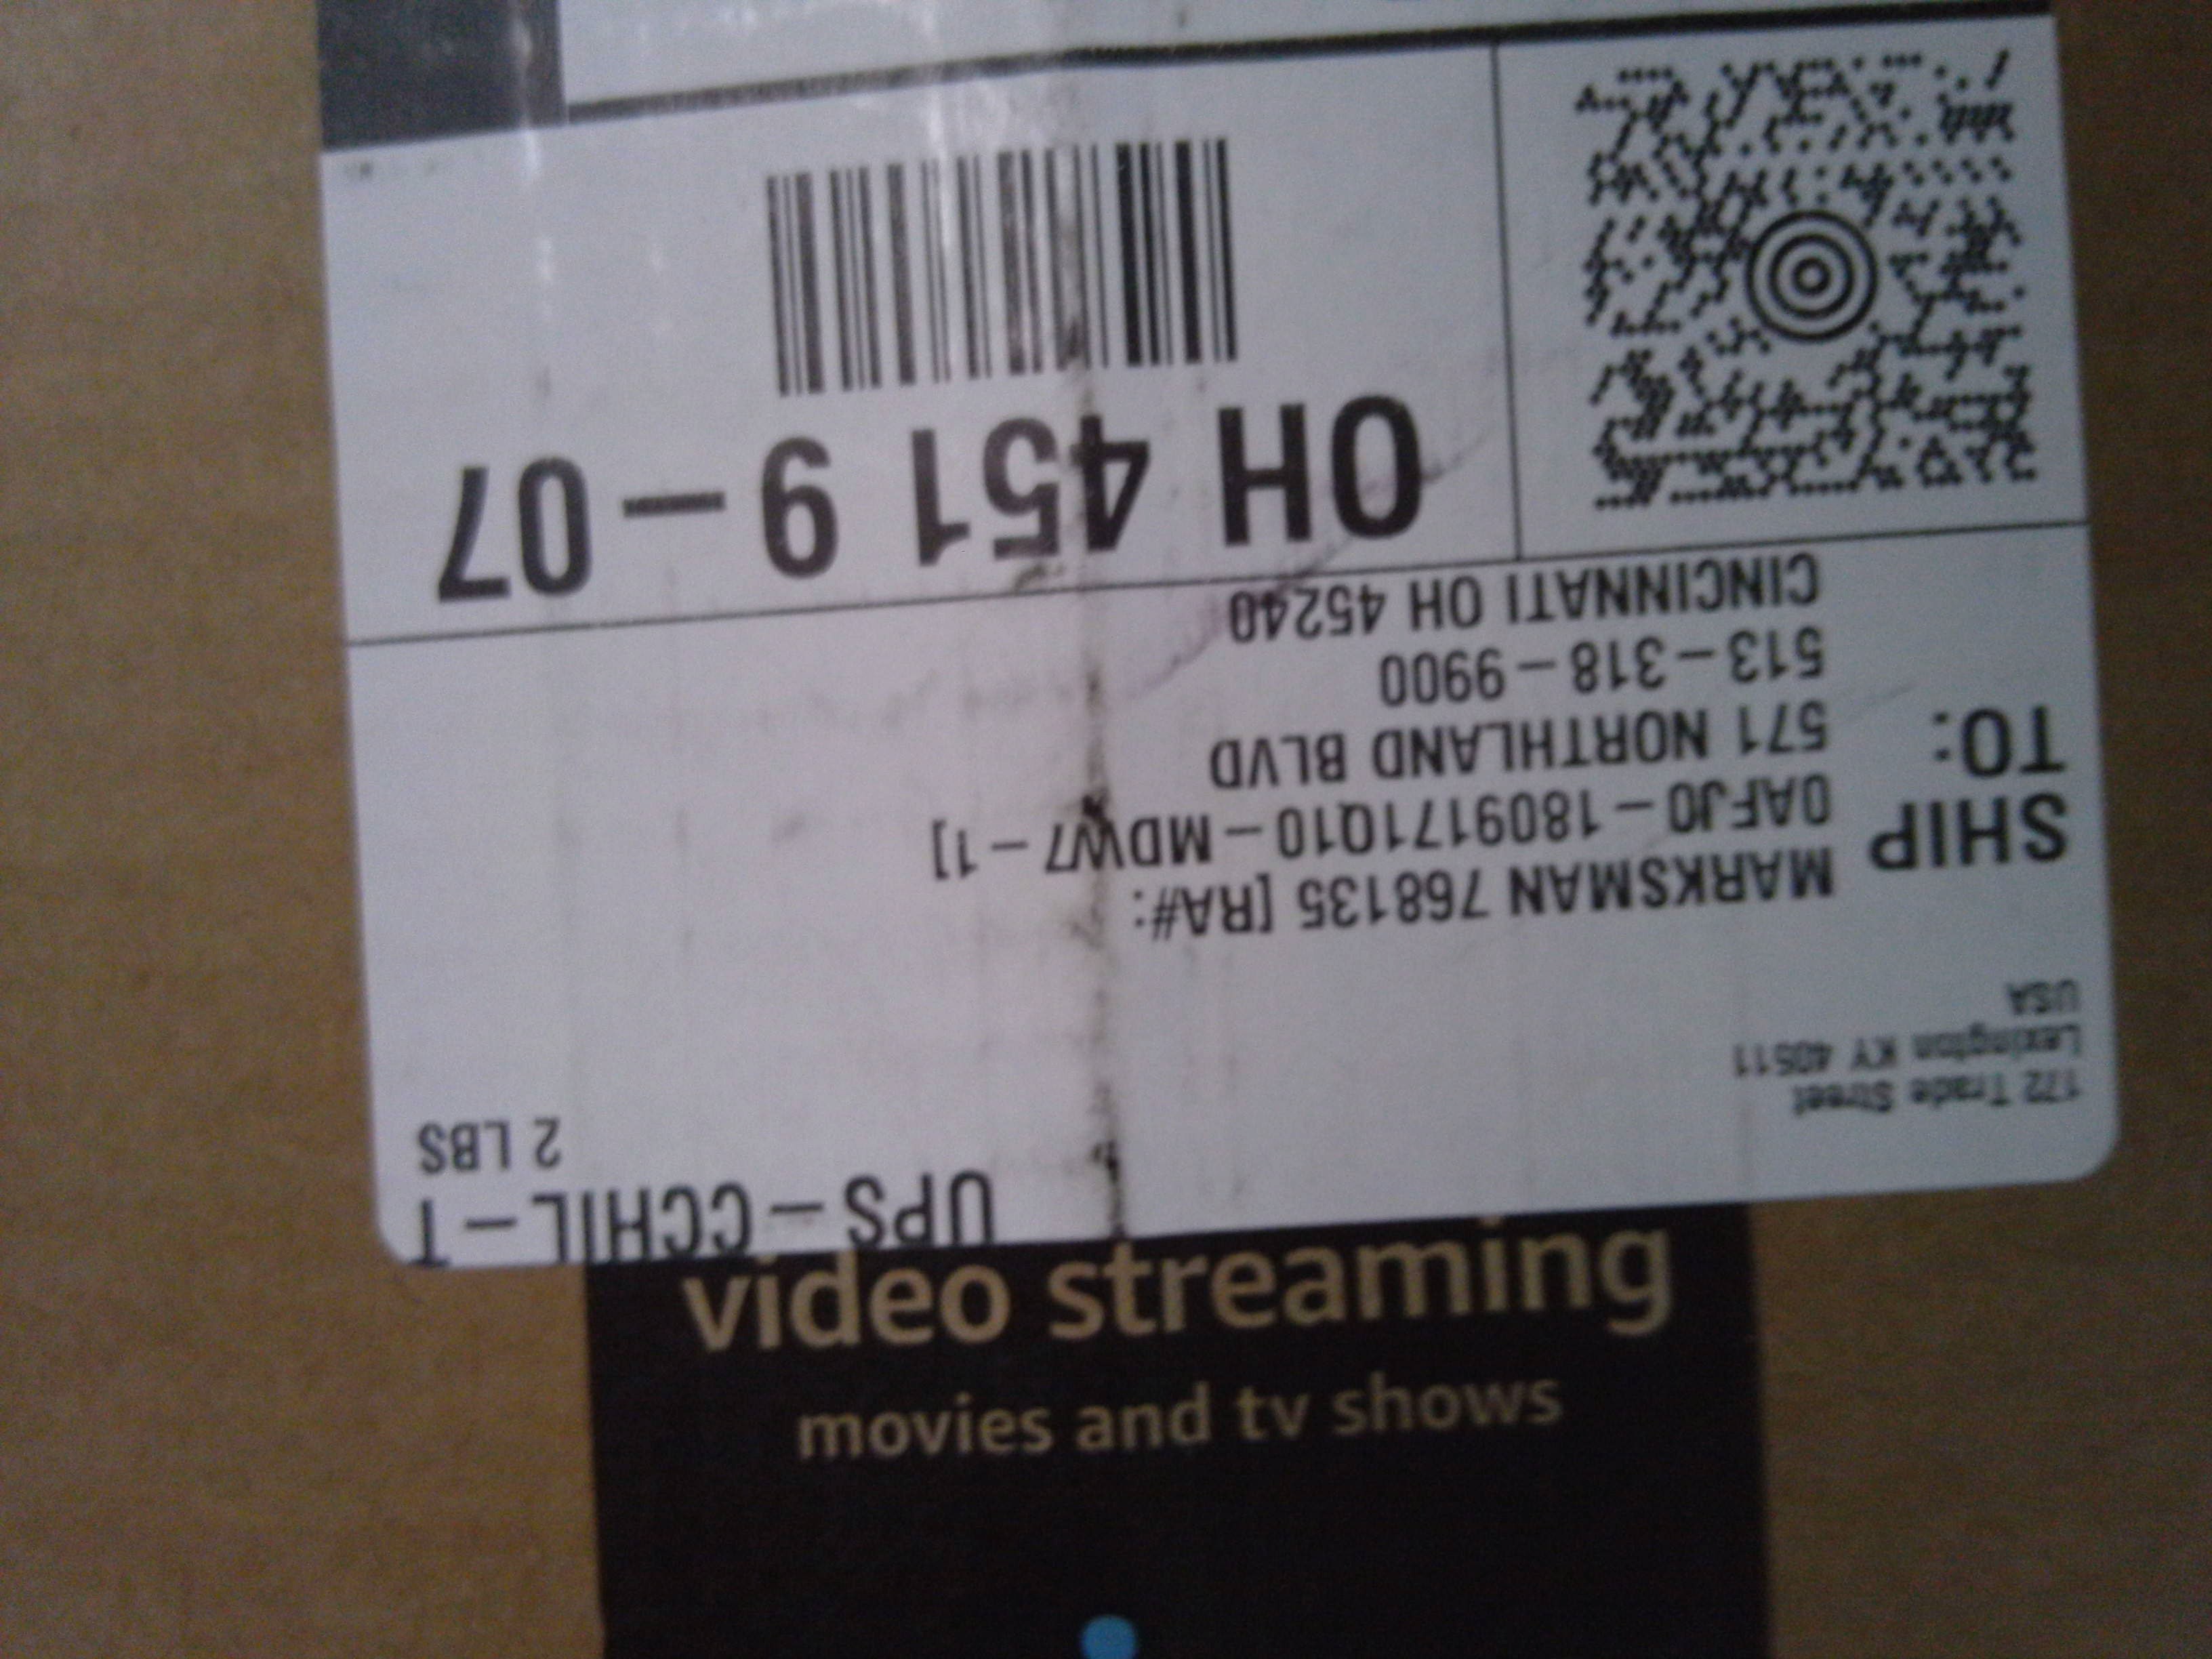 UPS – CCHIL – T
2 LBS
172 Trade Street
Lexington KY 40511
USA
SHIP
TO:
MARKSMAN 768135 [RA#:
0AFJ0 – 1809171Q10 – MDW7 – 1]
571 NORTHLAND BLVD
513 – 318 – 9900
CINCINNATI OH 45240
OH 451 9 – 07
video streaming
movies and tv shows